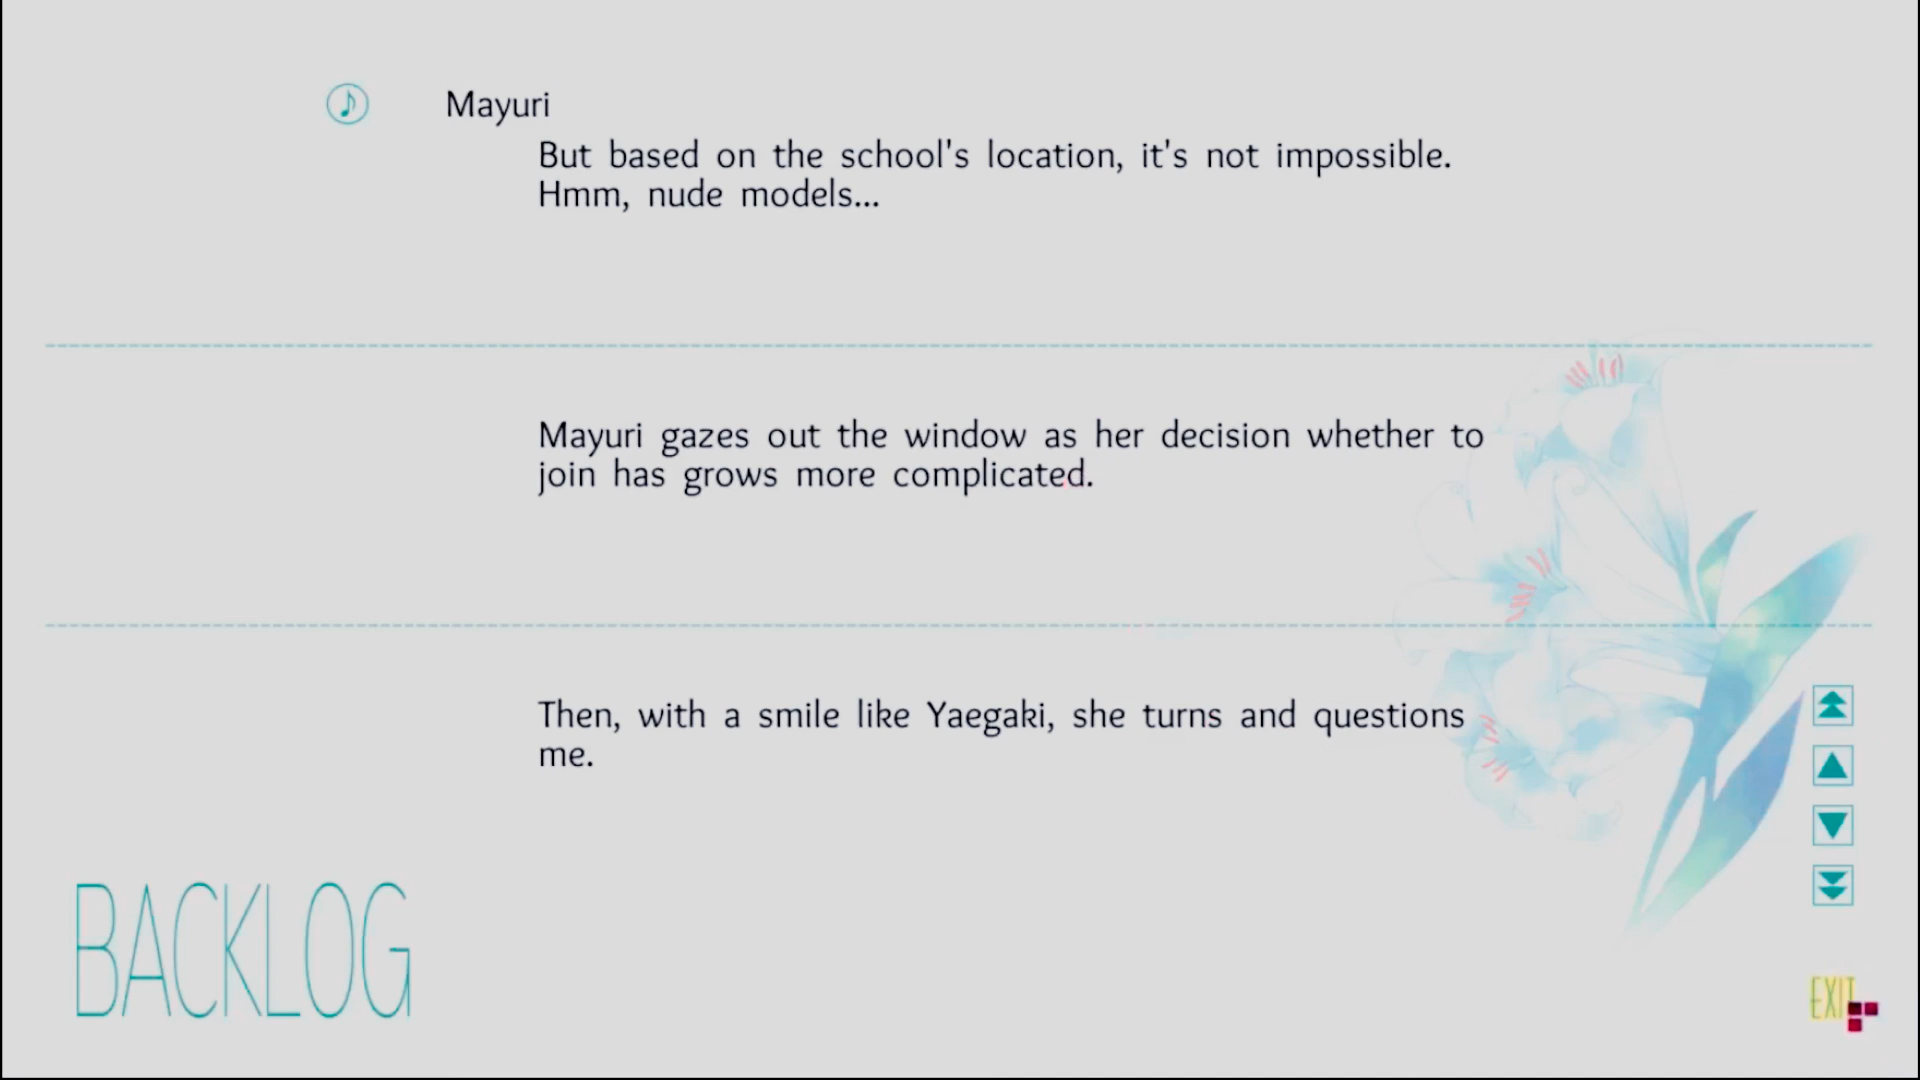 Mayuri
But based on the school's location, it's not impossible.
Hmm, nude models...
Mayuri gazes out the window as her decision whether to
join has grows more complicated.
Then, with a smile like Yaegaki, she turns and questions
me.
BACKLOG
EXIT